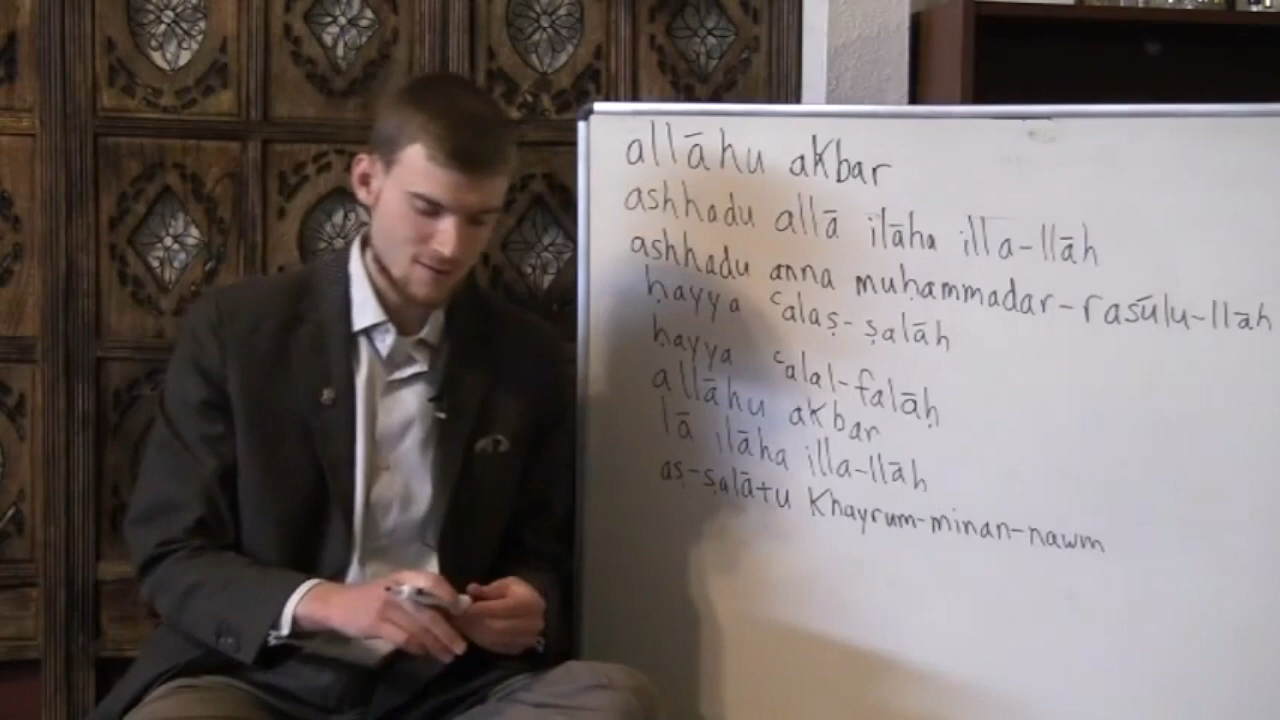 allāhu akbar
ashhadu allā ilāha illa-llāh
ashhadu anna muḥammadar-rasūlu-llāh
ḥayya ʿalaṣ-ṣalāh
ḥayya ʿalal-falāḥ
allāhu akbar
lā ilāha illa-llāh
aṣ-ṣalātu khayrum-minan-nawm